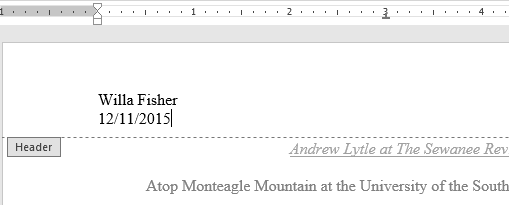 1 1 2 3 4
Willa Fisher
12/11/2015
Header
Andrew Lytle at The Sewanee Rev
Atop Monteagle Mountain at the University of the South